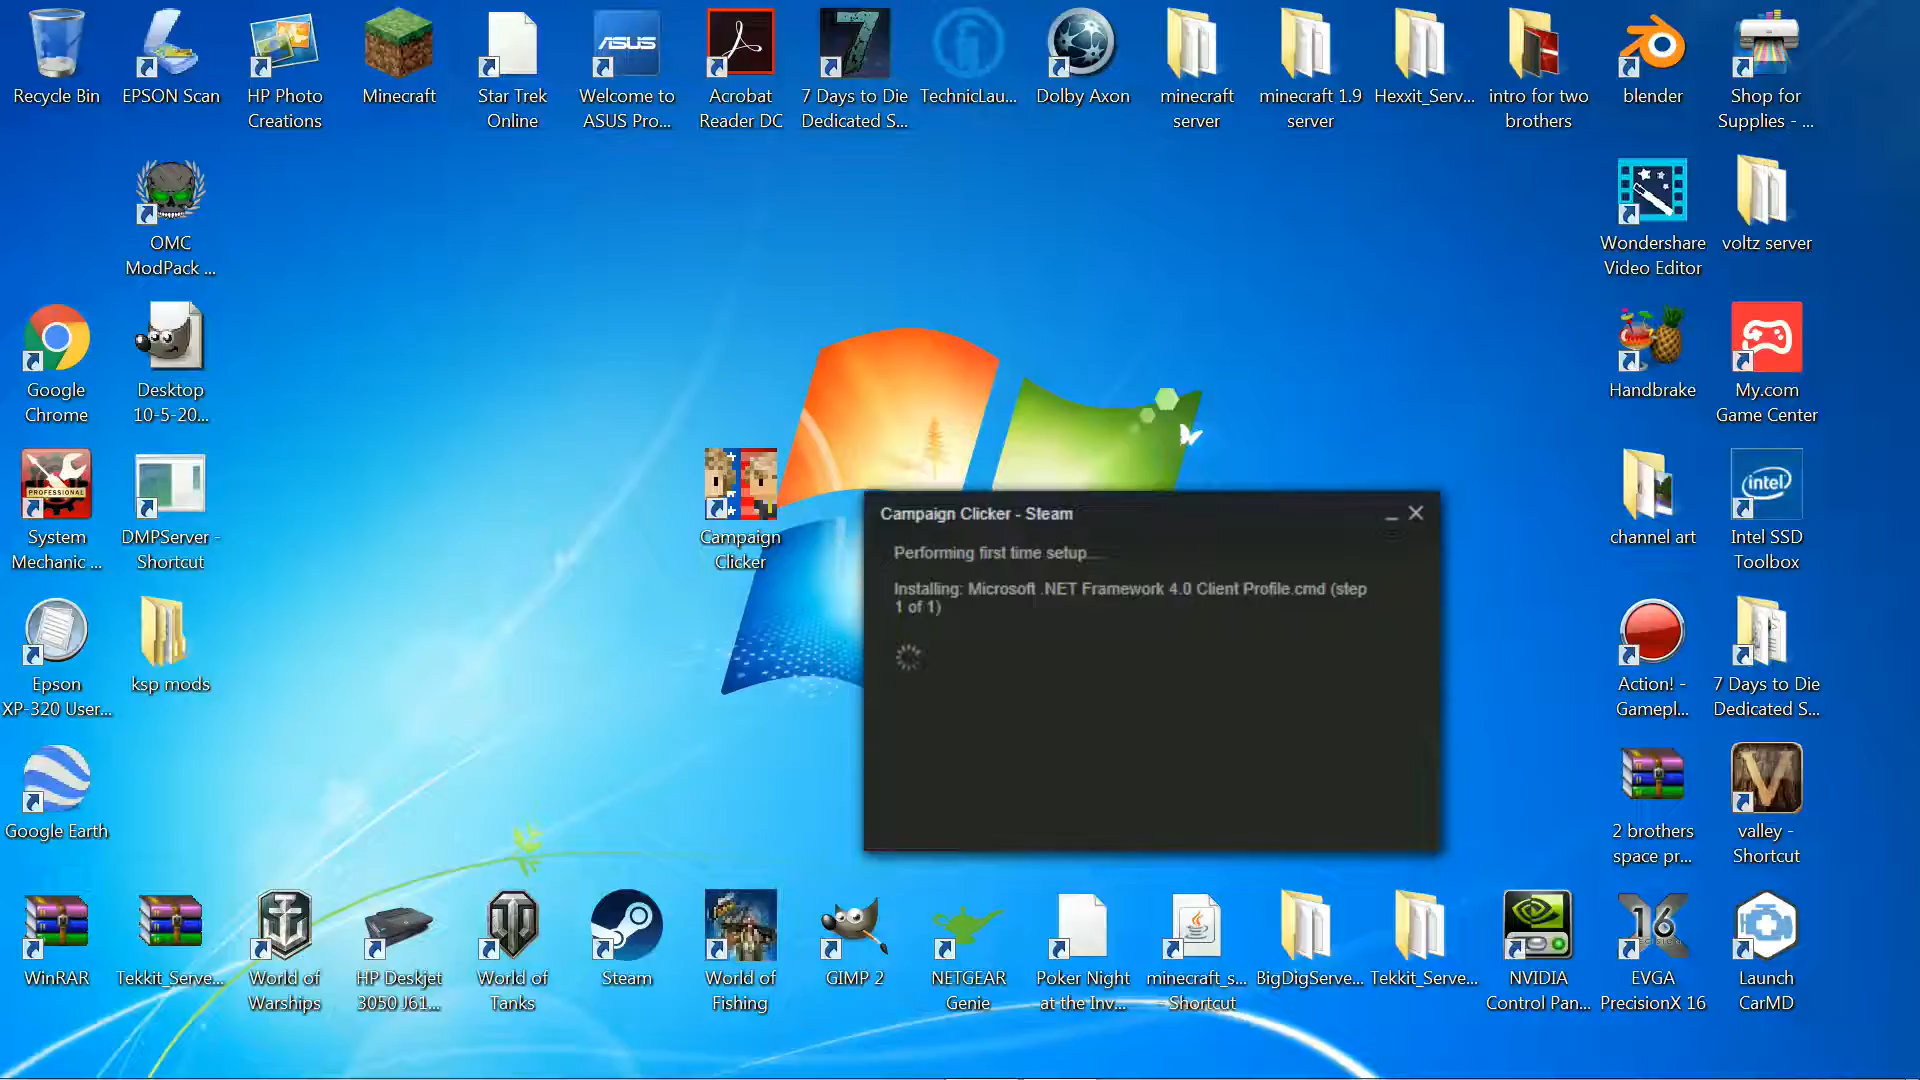 Recycle Bin
EPSON Scan
HP Photo
Creations
Minecraft
Star Trek
Online
ASUS
Welcome to
ASUS Pro...
Acrobat
Reader DC
7
7 Days to Die
Dedicated S...
TechnicLau...
Dolby Axon
minecraft
server
minecraft 1.9
server
Hexxit_Serv...
intro for two
brothers
blender
Shop for
Supplies - ...
OMC
ModPack ...
Wondershare
Video Editor
voltz server
Google
Chrome
Desktop
10-5-20...
Handbrake
My.com
Game Center
PROFESSIONAL
System
Mechanic ...
DMPServer -
Shortcut
Campaign
Clicker
Campaign Clicker - Steam
Performing first time setup...
Installing: Microsoft .NET Framework 4.0 Client Profile.cmd (step
1 of 1)
channel art
intel
Intel SSD
Toolbox
Epson
XP-320 User...
ksp mods
Action! -
Gamepl...
7 Days to Die
Dedicated S...
Google Earth
2 brothers
space pr...
V
valley -
Shortcut
WinRAR
Tekkit_Serve...
World of
Warships
HP Deskjet
3050 J61...
World of
Tanks
Steam
World of
Fishing
GIMP 2
NETGEAR
Genie
Poker Night
at the Inv...
minecraft_s...
- Shortcut
BigDigServe...
Tekkit_Serve...
NVIDIA
Control Pan...
16
EVGA
PrecisionX 16
Launch
CarMD